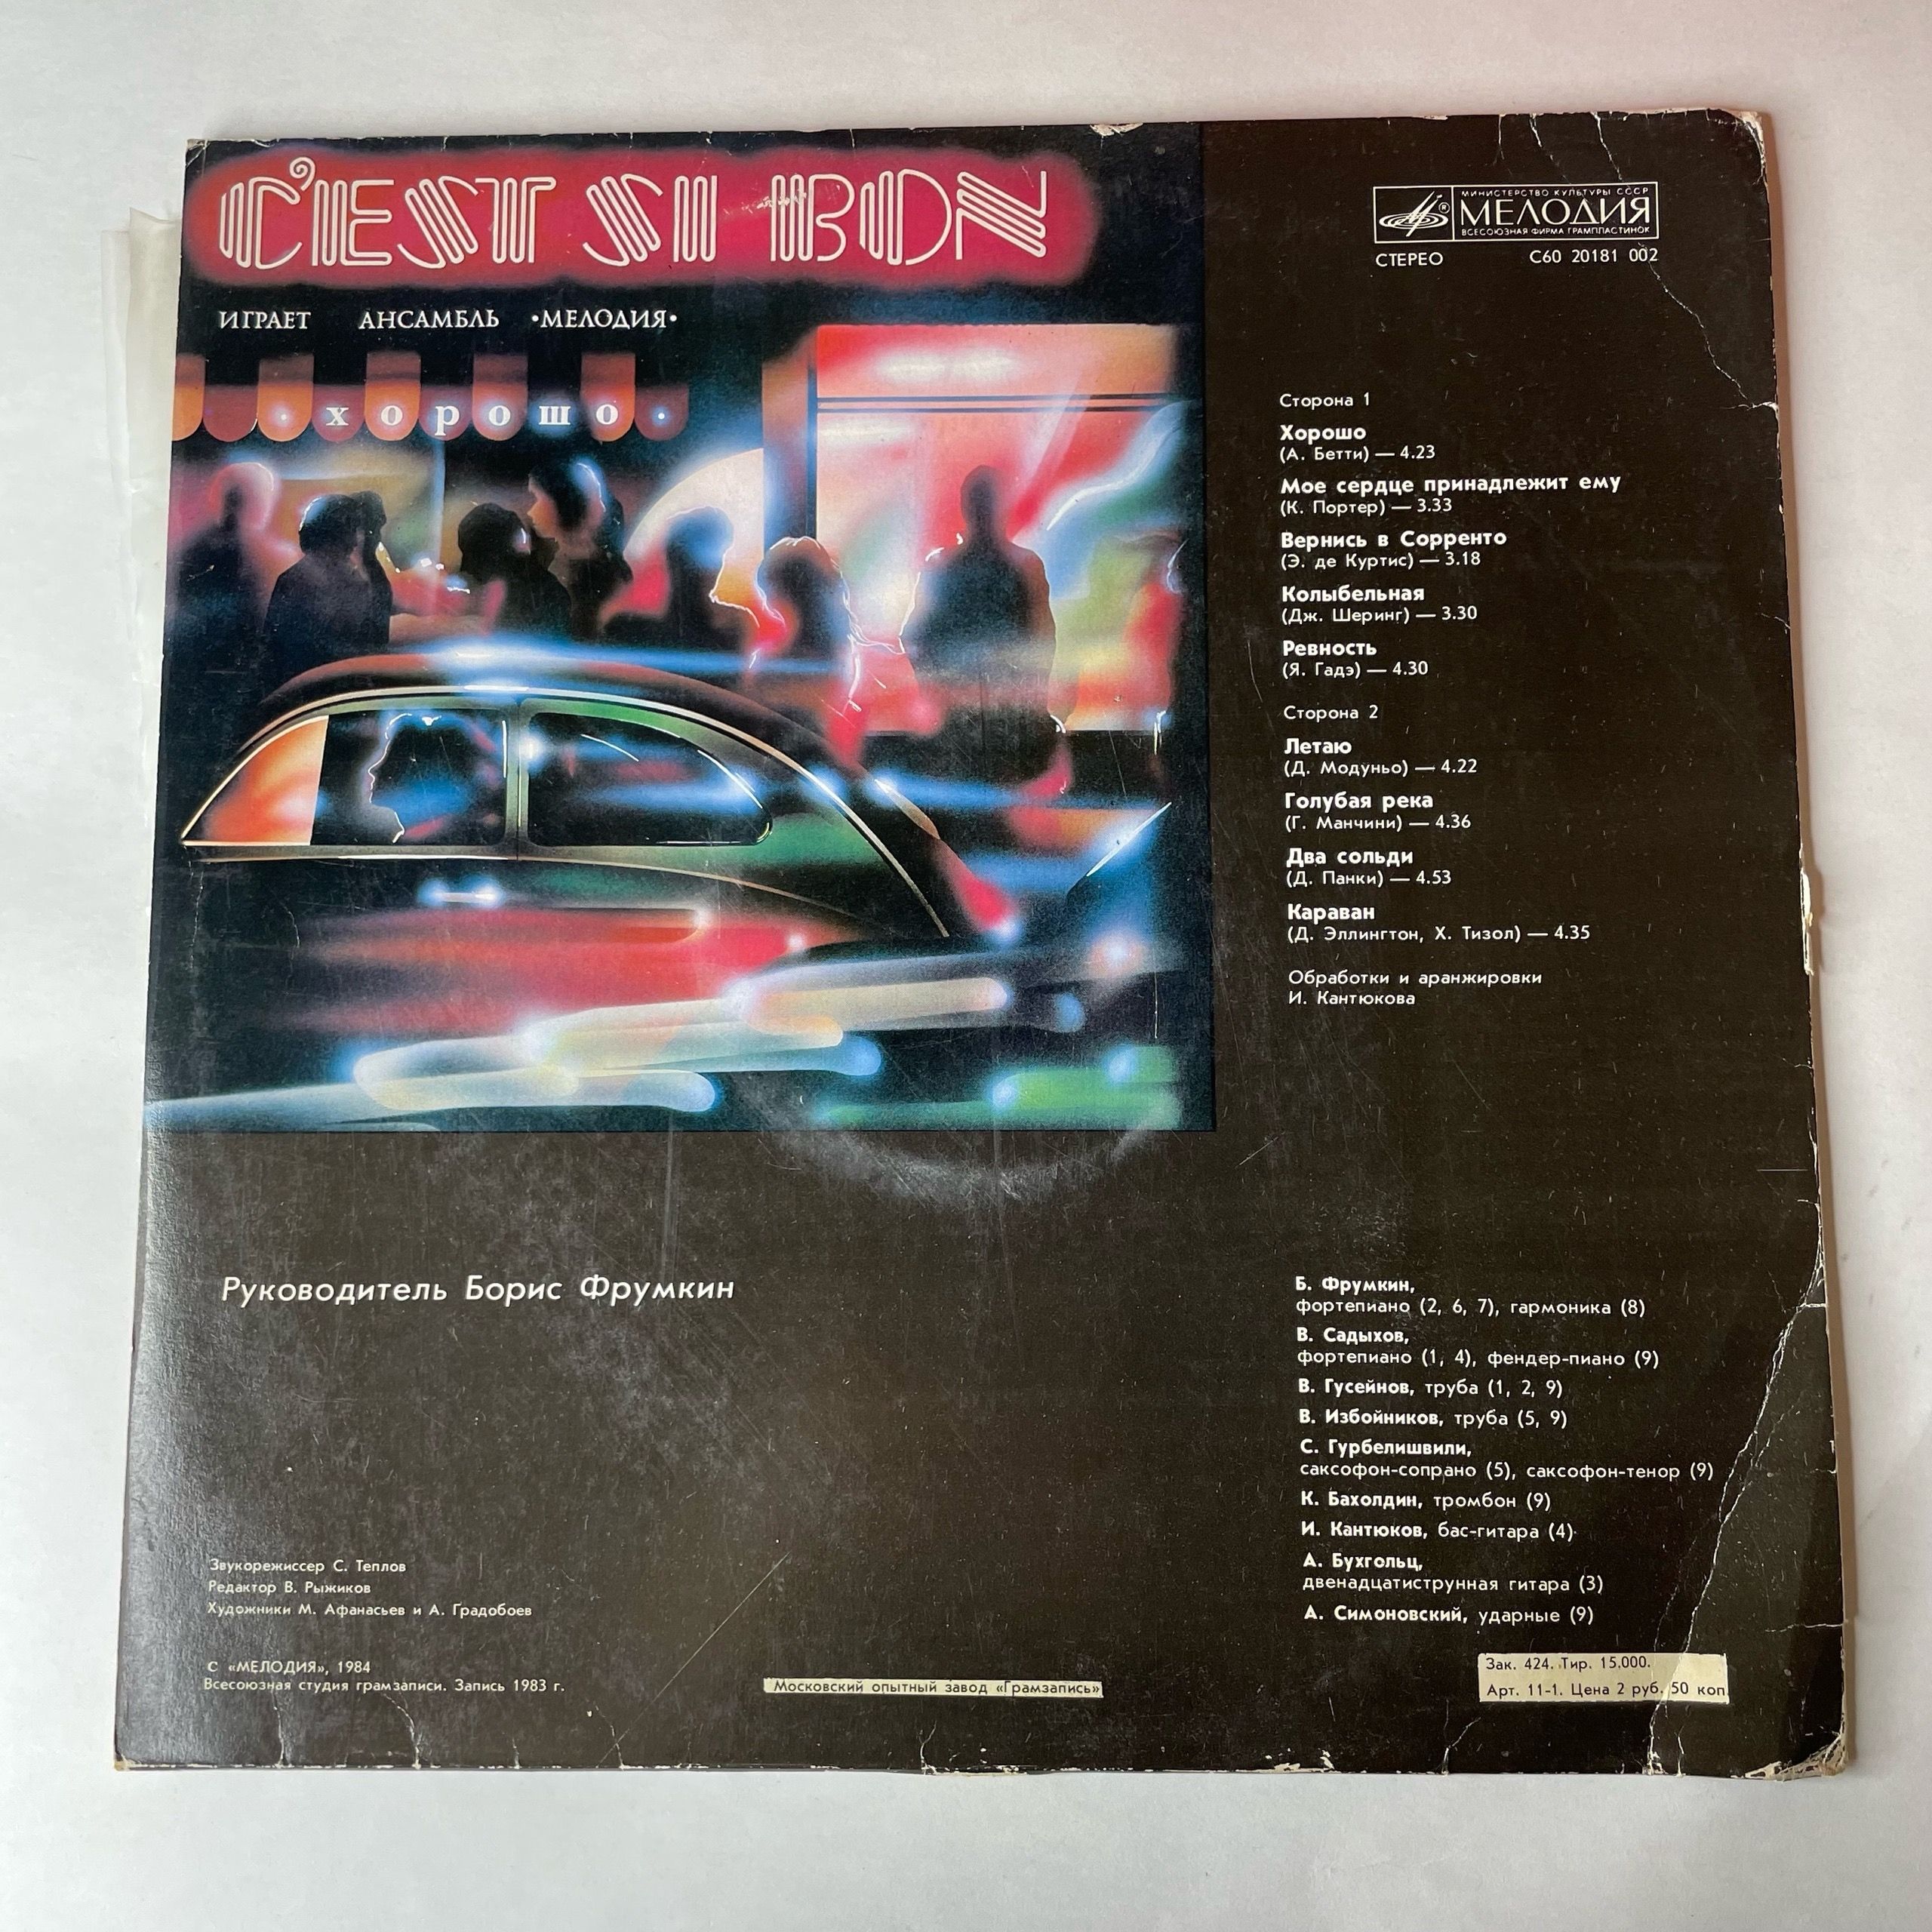 C'EST SI BON
ИГРАЕТ АНСАМБЛЬ •МЕЛОДИЯ•
• хорошо •
МИНИСТЕРСТВО КУЛЬТУРЫ СССР
® МЕЛОДИЯ
ВСЕСОЮЗНАЯ ФИРМА ГРАМПЛАСТИНОК
СТЕРЕО С60 20181 002
Сторона 1
Хорошо
(А. Бетти) — 4.23
Мое сердце принадлежит ему
(К. Портер) — 3.33
Вернись в Сорренто
(Э. де Куртис) — 3.18
Колыбельная
(Дж. Шеринг) — 3.30
Ревность
(Я. Гадэ) — 4.30
Сторона 2
Летаю
(Д. Модуньо) — 4.22
Голубая река
(Г. Манчини) — 4.36
Два сольди
(Д. Панки) — 4.53
Караван
(Д. Эллингтон, Х. Тизол) — 4.35
Обработки и аранжировки
И. Кантюкова
Руководитель Борис Фрумкин
Б. Фрумкин,
фортепиано (2, 6, 7), гармоника (8)
В. Садыхов,
фортепиано (1, 4), фендер-пиано (9)
В. Гусейнов, труба (1, 2, 9)
В. Избойников, труба (5, 9)
С. Гурбелишвили,
саксофон-сопрано (5), саксофон-тенор (9)
К. Бахолдин, тромбон (9)
И. Кантюков, бас-гитара (4)
А. Бухгольц,
двенадцатиструнная гитара (3)
А. Симоновский, ударные (9)
Звукорежиссер С. Теплов
Редактор В. Рыжиков
Художники М. Афанасьев и А. Градобоев
С «МЕЛОДИЯ», 1984
Всесоюзная студия грамзаписи. Запись 1983 г.
Московский опытный завод «Грамзапись»
Зак. 424. Тир. 15.000.
Арт. 11-1. Цена 2 руб. 50 коп.